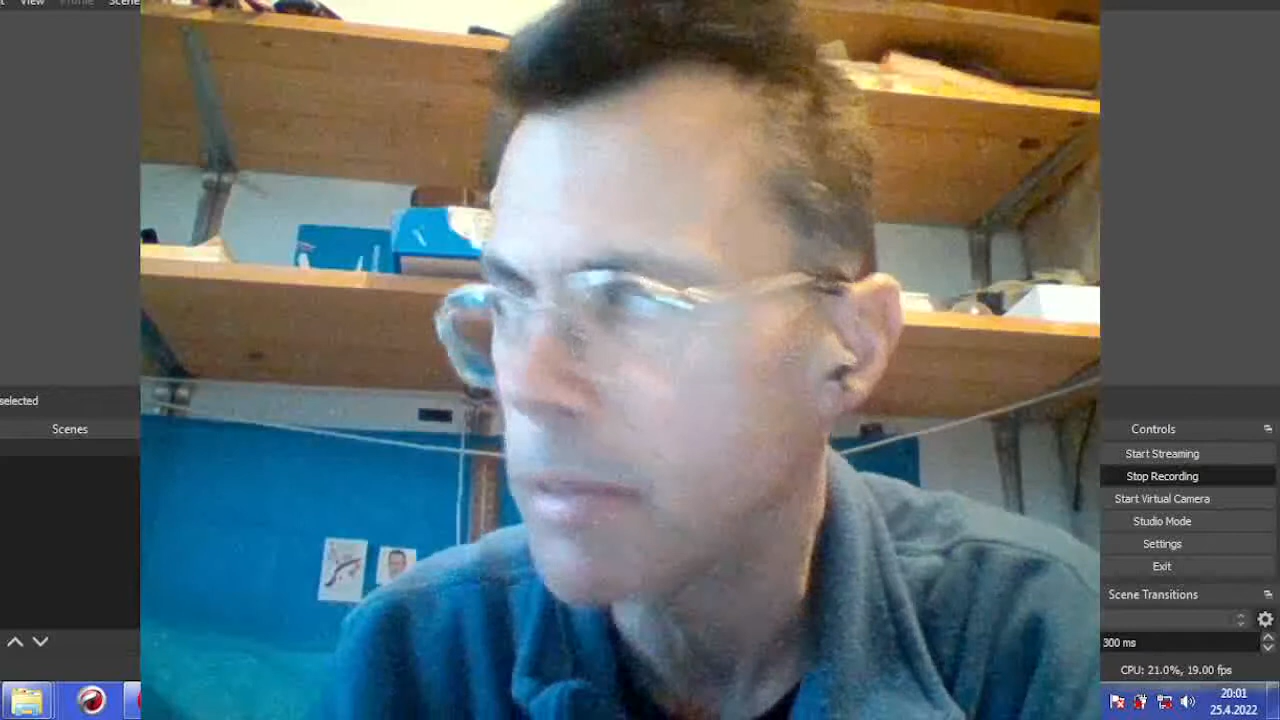 View
Profile
Scene
selected
Scenes
Controls
Start Streaming
Stop Recording
Start Virtual Camera
Studio Mode
Settings
Exit
Scene Transitions
300 ms
CPU: 21.0%, 19.00 fps
20:01
25.4.2022